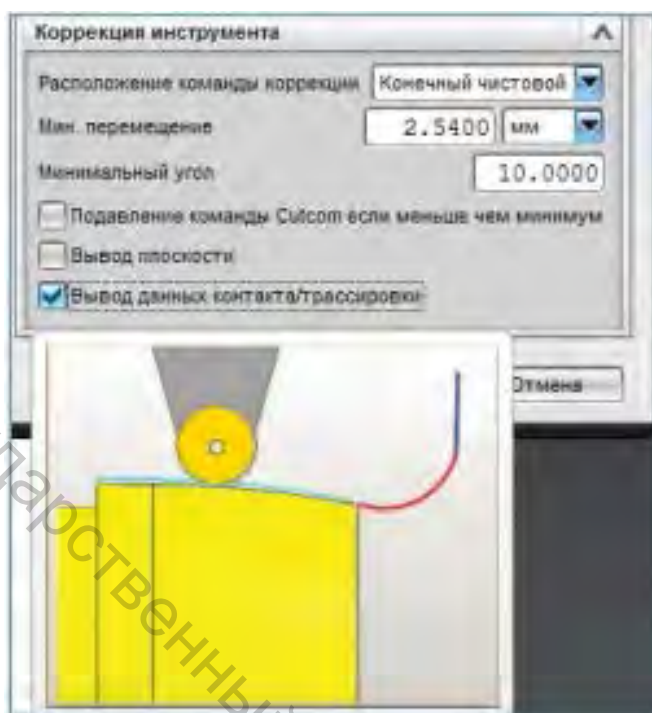 Коррекция инструмента
Расположение команды коррекции Конечный чистовой
Мин. перемещение 2.5400 мм
Минимальный угол 10.0000
Подавление команды Cutcom если меньше чем минимум
Вывод плоскости
Вывод данных контакта/трассировки
Отмена